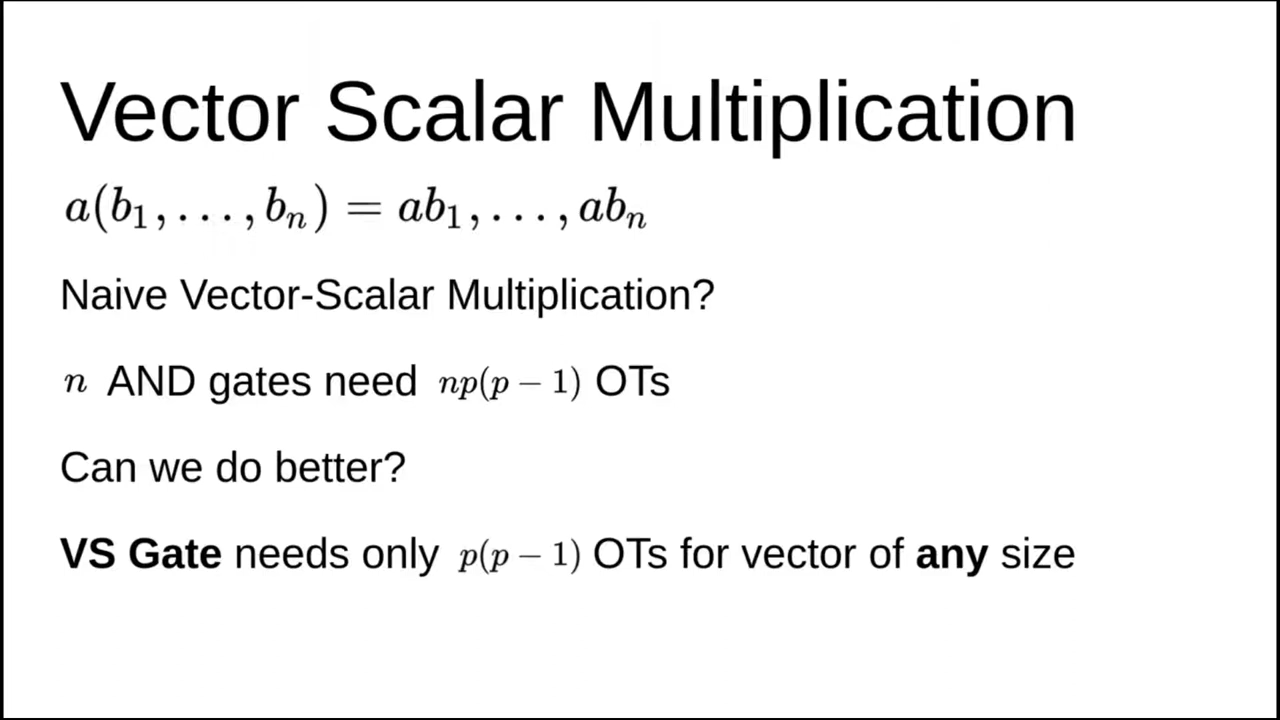 Vector Scalar Multiplication
a(b₁, . . . , bₙ) = ab₁, . . . , abₙ
Naive Vector-Scalar Multiplication?
n AND gates need np(p − 1) OTs
Can we do better?
VS Gate needs only p(p − 1) OTs for vector of any size